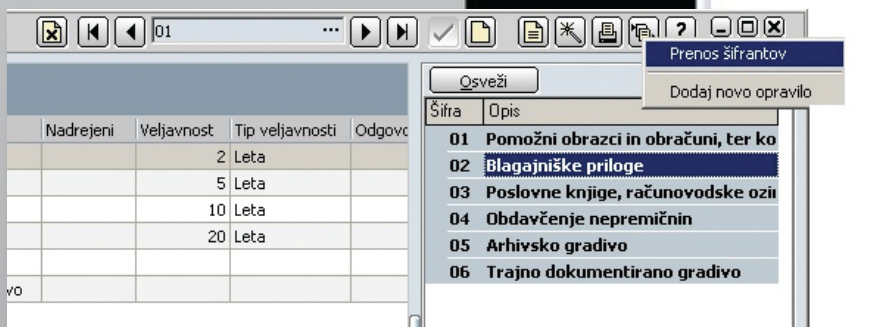 01 ...
?
Prenos šifrantov
Dodaj novo opravilo
Osveži
Šifra Opis
Nadrejeni Veljavnost Tip veljavnosti Odgovo
01 Pomožni obrazci in obračuni, ter ko
2 Leta
02 Blagajniške priloge
5 Leta
03 Poslovne knjige, računovodske ozi
10 Leta
04 Obdavčenje nepremičnin
20 Leta
05 Arhivsko gradivo
06 Trajno dokumentirano gradivo
vo